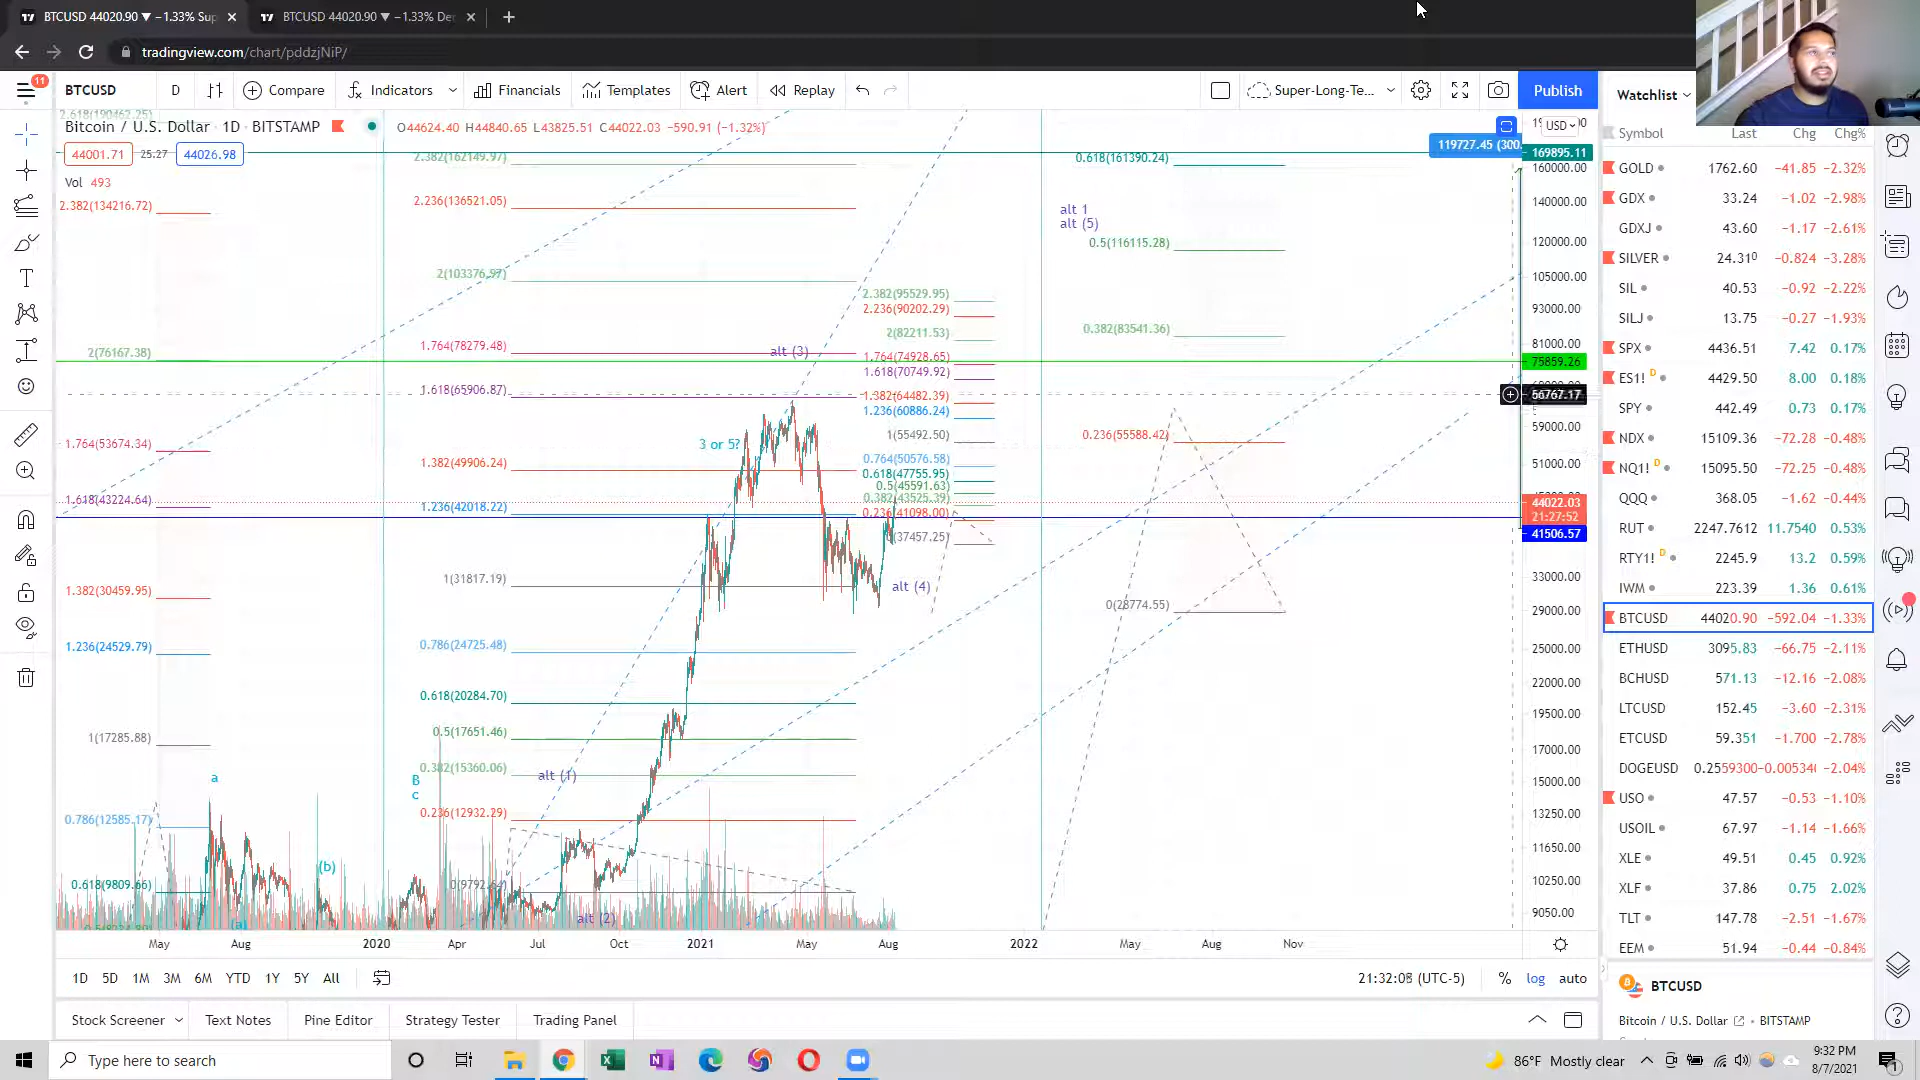 BTCUSD 44020.90 ▼ −1.33% Sup
BTCUSD 44020.90 ▼ −1.33% Der
tradingview.com/chart/pddzjNiP/
11
BTCUSD
D
Compare
Indicators
Financials
Templates
Alert
Replay
Super-Long-Te...
Publish
Watchlist
Bitcoin / U.S. Dollar · 1D · BITSTAMP
O44624.40 H44840.65 L43825.51 C44022.03 −590.91 (−1.32%)
44001.71 25.27 44026.98
Vol 493
2.618(190462.25)
2.382(134216.72)
2(76167.38)
1.764(53674.34)
1.618(43224.64)
1.382(30459.95)
1.236(24529.79)
1(17285.88)
0.786(12585.17)
0.618(9809.66)
2.382(162149.97)
2.236(136521.05)
2(103376.97)
1.764(78279.48)
1.618(65906.87)
1.382(49906.24)
1.236(42018.22)
1(31817.19)
0.786(24725.48)
0.618(20284.70)
0.5(17651.46)
0.382(15360.06)
0.236(12932.29)
0(9792.64)
2.382(95529.95)
2.236(90202.29)
2(82211.53)
1.764(74928.65)
1.618(70749.92)
1.382(64482.39)
1.236(60886.24)
1(55492.50)
0.764(50576.58)
0.618(47755.95)
0.5(45591.63)
0.382(43525.39)
0.236(41098.00)
0(37457.25)
0.618(161390.24)
0.5(116115.28)
0.382(83541.36)
0.236(55588.42)
0(28774.55)
alt 1
alt (5)
alt (3)
3 or 5?
alt (4)
alt (1)
alt (2)
a
(b)
(a)
B
c
USD
119727.45 (300.
169895.11
160000.00
140000.00
120000.00
105000.00
93000.00
81000.00
75859.26
56767.17
59000.00
51000.00
44022.03
21:27:52
41506.57
33000.00
29000.00
25000.00
22000.00
19500.00
17000.00
15000.00
13250.00
11650.00
10250.00
9050.00
May Aug 2020 Apr Jul Oct 2021 May Aug 2022 May Aug Nov
1D 5D 1M 3M 6M YTD 1Y 5Y All
21:32:08 (UTC-5) % log auto
Stock Screener Text Notes Pine Editor Strategy Tester Trading Panel
Symbol Last Chg Chg%
GOLD 1762.60 −41.85 −2.32%
GDX 33.24 −1.02 −2.98%
GDXJ 43.60 −1.17 −2.61%
SILVER 24.310 −0.824 −3.28%
SIL 40.53 −0.92 −2.22%
SILJ 13.75 −0.27 −1.93%
SPX 4436.51 7.42 0.17%
ES1! D 4429.50 8.00 0.18%
SPY 442.49 0.73 0.17%
NDX 15109.36 −72.28 −0.48%
NQ1! D 15095.50 −72.25 −0.48%
QQQ 368.05 −1.62 −0.44%
RUT 2247.7612 11.7540 0.53%
RTY1! D 2245.9 13.2 0.59%
IWM 223.39 1.36 0.61%
BTCUSD 44020.90 −592.04 −1.33%
ETHUSD 3095.83 −66.75 −2.11%
BCHUSD 571.13 −12.16 −2.08%
LTCUSD 152.45 −3.60 −2.31%
ETCUSD 59.351 −1.700 −2.78%
DOGEUSD 0.2559300 −0.005340 −2.04%
USO 47.57 −0.53 −1.10%
USOIL 67.97 −1.14 −1.66%
XLE 49.51 0.45 0.92%
XLF 37.86 0.75 2.02%
TLT 147.78 −2.51 −1.67%
EEM 51.94 −0.44 −0.84%
BTCUSD
Bitcoin / U.S. Dollar · BITSTAMP
Type here to search
86°F Mostly clear
9:32 PM
8/7/2021
1